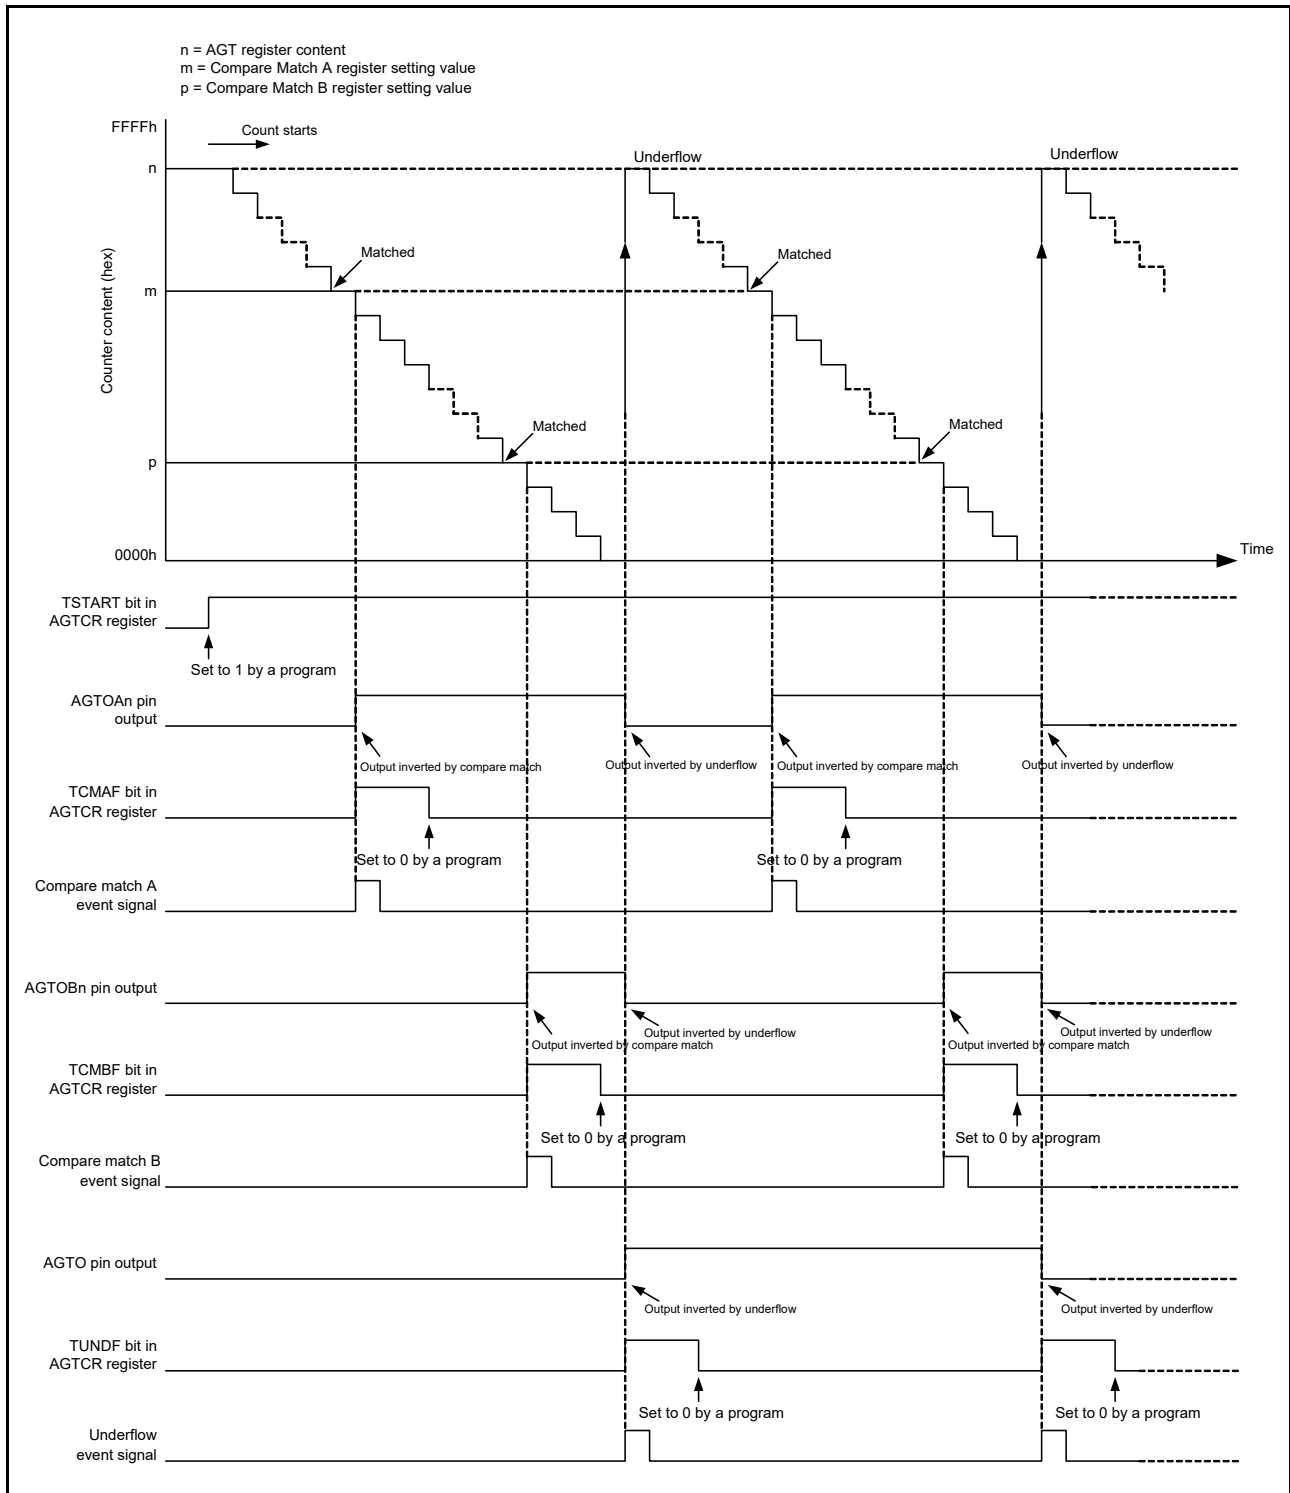 n = AGT register content
m = Compare Match A register setting value
p = Compare Match B register setting value
FFFFh
Count starts
Underflow
Underflow
n
Matched
Matched
Counter content (hex)
m
Matched
Matched
p
0000h
Time
TSTART bit in
AGTCR register
Set to 1 by a program
AGTOAn pin
output
Output inverted by compare match
Output inverted by underflow
Output inverted by compare match
Output inverted by underflow
TCMAF bit in
AGTCR register
Set to 0 by a program
Set to 0 by a program
Compare match A
event signal
AGTOBn pin output
Output inverted by underflow
Output inverted by underflow
Output inverted by compare match
Output inverted by compare match
TCMBF bit in
AGTCR register
Set to 0 by a program
Set to 0 by a program
Compare match B
event signal
AGTO pin output
Output inverted by underflow
Output inverted by underflow
TUNDF bit in
AGTCR register
Set to 0 by a program
Set to 0 by a program
Underflow
event signal